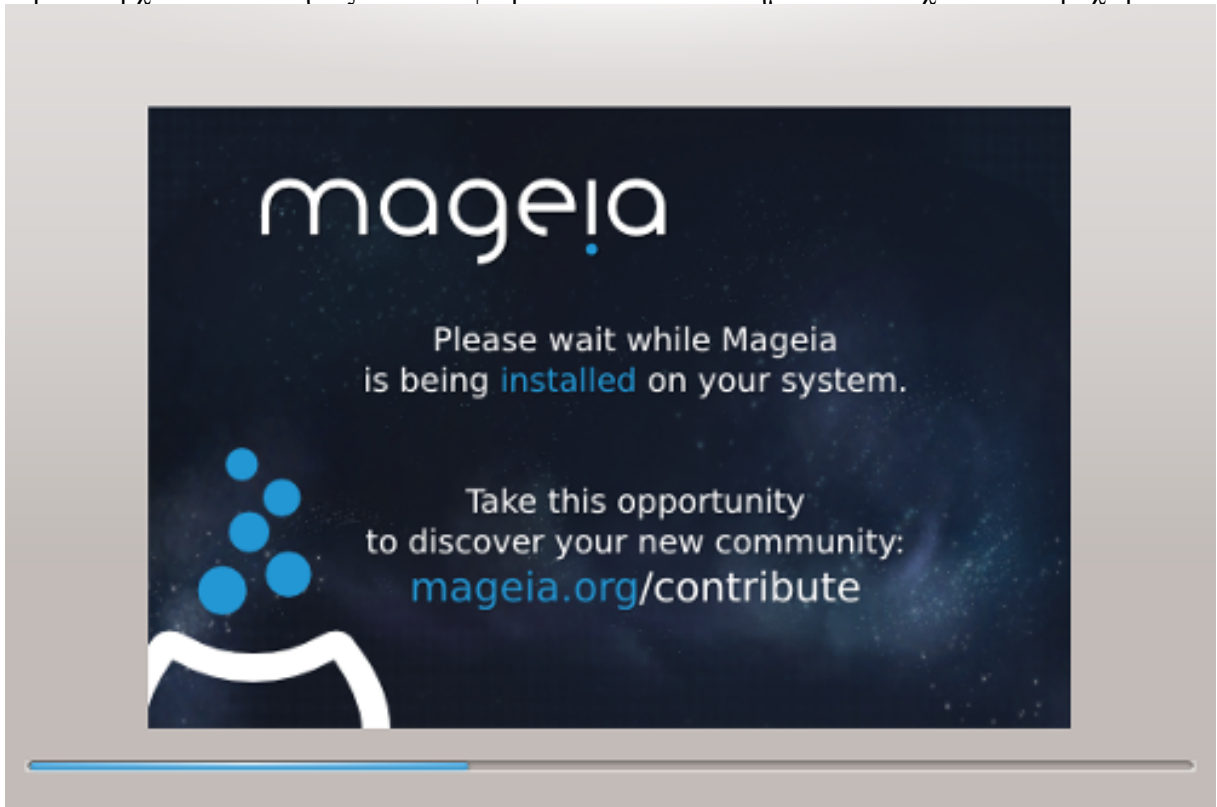 mageia
Please wait while Mageia
is being installed on your system.
Take this opportunity
to discover your new community:
mageia.org/contribute